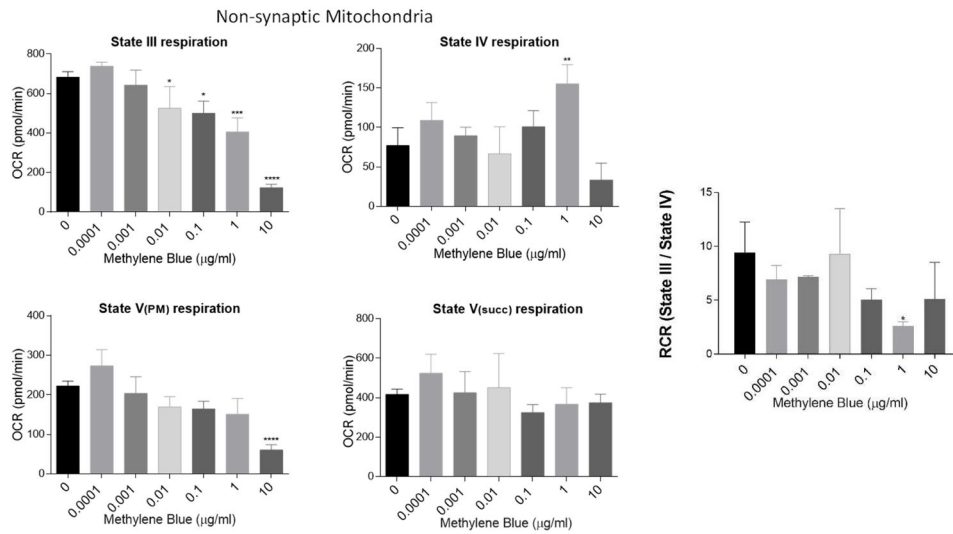 Non-synaptic Mitochondria
State III respiration
OCR (pmol/min)
800
600
400
200
0
*
*
***
****
0 0.0001 0.001 0.01 0.1 1 10
Methylene Blue (μg/ml)
State IV respiration
OCR (pmol/min)
200
150
100
50
0
**
0 0.0001 0.001 0.01 0.1 1 10
Methylene Blue (μg/ml)
State V(PM) respiration
OCR (pmol/min)
400
300
200
100
0
****
0 0.0001 0.001 0.01 0.1 1 10
Methylene Blue (μg/ml)
State V(succ) respiration
OCR (pmol/min)
800
600
400
200
0
0 0.0001 0.001 0.01 0.1 1 10
Methylene Blue (μg/ml)
RCR (State III / State IV)
15
10
5
0
*
0 0.0001 0.001 0.01 0.1 1 10
Methylene Blue (μg/ml)